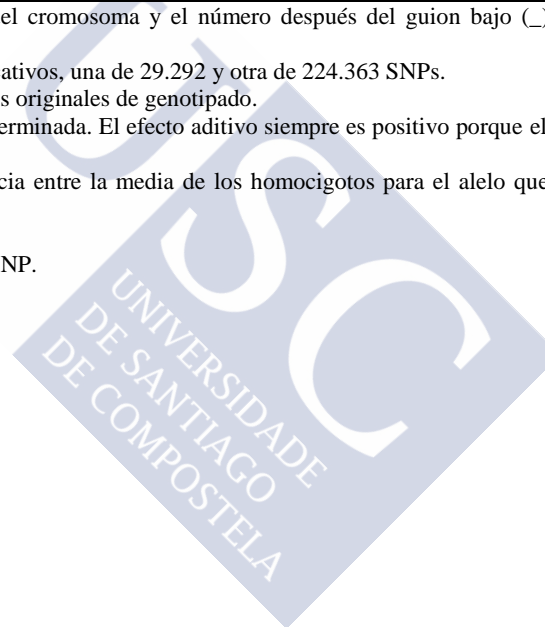 el cromosoma y el número después del guion bajo (_)
ativos, una de 29.292 y otra de 224.363 SNPs.
s originales de genotipado.
erminada. El efecto aditivo siempre es positivo porque el
cia entre la media de los homocigotos para el alelo que
NP.
USC
UNIVERSIDADE
DE SANTIAGO
DE COMPOSTELA